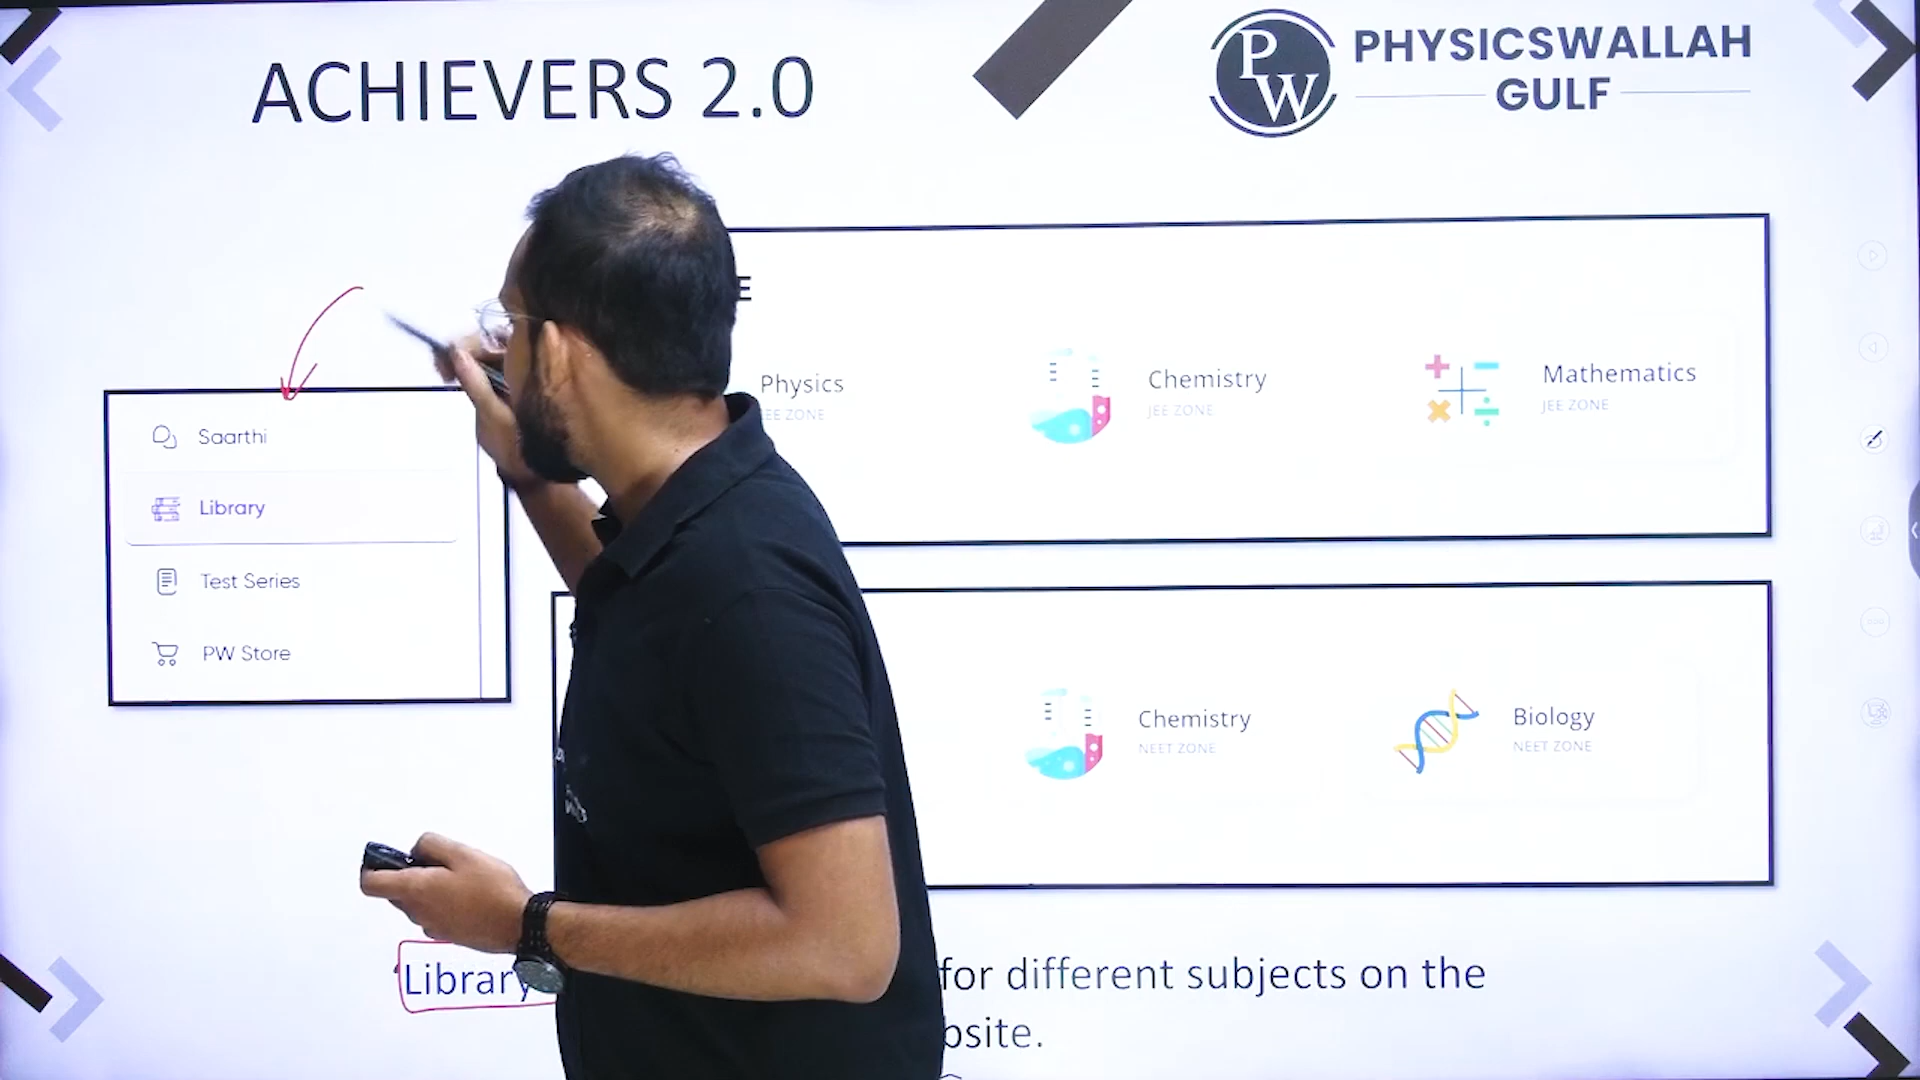 ACHIEVERS 2.0
PW
PHYSICSWALLAH
GULF
Saarthi
Library
Test Series
PW Store
Physics
Chemistry
JEE ZONE
Mathematics
JEE ZONE
Chemistry
NEET ZONE
Biology
NEET ZONE
Library for different subjects on the